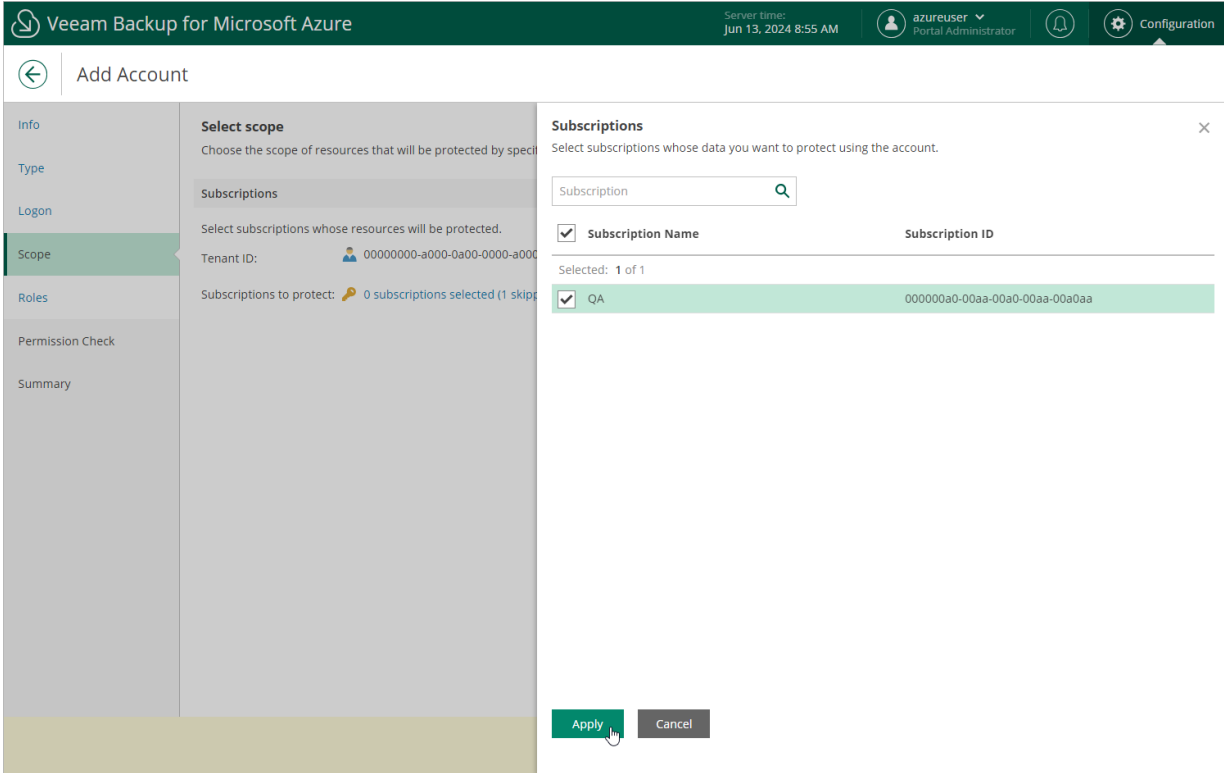 Veeam Backup for Microsoft Azure
Server time:
Jun 13, 2024 8:55 AM
azureuser
Portal Administrator
Configuration
Add Account
Info
Type
Logon
Scope
Roles
Permission Check
Summary
Select scope
Choose the scope of resources that will be protected by specif
Subscriptions
Select subscriptions whose resources will be protected.
Tenant ID: 00000000-a000-0a00-0000-a000
Subscriptions to protect: 0 subscriptions selected (1 skipp
Subscriptions
Select subscriptions whose data you want to protect using the account.
Subscription
Subscription Name Subscription ID
Selected: 1 of 1
QA 000000a0-00aa-00a0-00aa-00a0aa
Apply Cancel